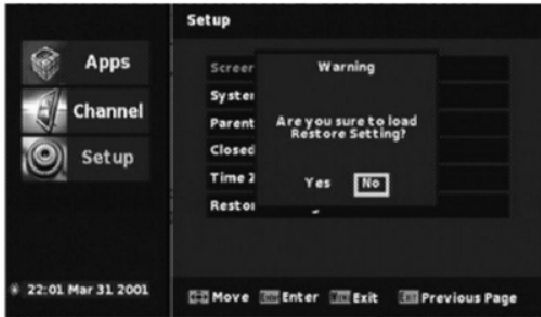 Setup
Apps
Channel
Setup
Screen
System
Parent
Closed
Time
Restor
Warning
Are you sure to load
Restore Setting?
Yes No
22:01 Mar 31 2001
Move Enter Exit Previous Page